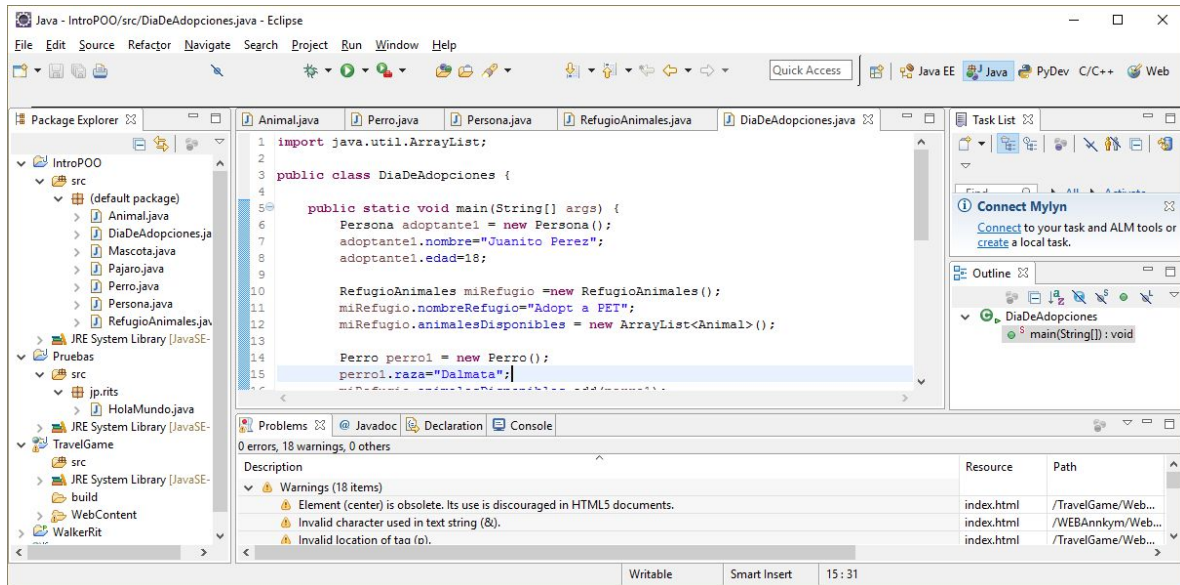 Java - IntroPOO/src/DiaDeAdopciones.java - Eclipse
File Edit Source Refactor Navigate Search Project Run Window Help
Quick Access Java EE Java PyDev C/C++ Web
Package Explorer
IntroPOO
src
(default package)
Animal.java
DiaDeAdopciones.ja
Mascota.java
Pajaro.java
Perro.java
Persona.java
RefugioAnimales.jav
JRE System Library [JavaSE-
Pruebas
src
jp.rits
HolaMundo.java
JRE System Library [JavaSE-
TravelGame
src
JRE System Library [JavaSE-
build
WebContent
WalkerRit
Animal.java Perro.java Persona.java RefugioAnimales.java DiaDeAdopciones.java
1 import java.util.ArrayList;
2
3 public class DiaDeAdopciones {
4
5 public static void main(String[] args) {
6 Persona adoptante1 = new Persona();
7 adoptante1.nombre="Juanito Perez";
8 adoptante1.edad=18;
9
10 RefugioAnimales miRefugio =new RefugioAnimales();
11 miRefugio.nombreRefugio="Adopt a PET";
12 miRefugio.animalesDisponibles = new ArrayList<Animal>();
13
14 Perro perro1 = new Perro();
15 perro1.raza="Dalmata";
miRefugio.animalesDisponibles.add(perro1);
Task List
Find All Activate
Connect Mylyn
Connect to your task and ALM tools or
create a local task.
Outline
DiaDeAdopciones
main(String[]) : void
Problems Javadoc Declaration Console
0 errors, 18 warnings, 0 others
Description Resource Path
Warnings (18 items)
Element (center) is obsolete. Its use is discouraged in HTML5 documents. index.html /TravelGame/Web...
Invalid character used in text string (&). index.html /WEBAnnkym/Web...
Invalid location of tag (p). index.html /TravelGame/Web...
Writable Smart Insert 15 : 31